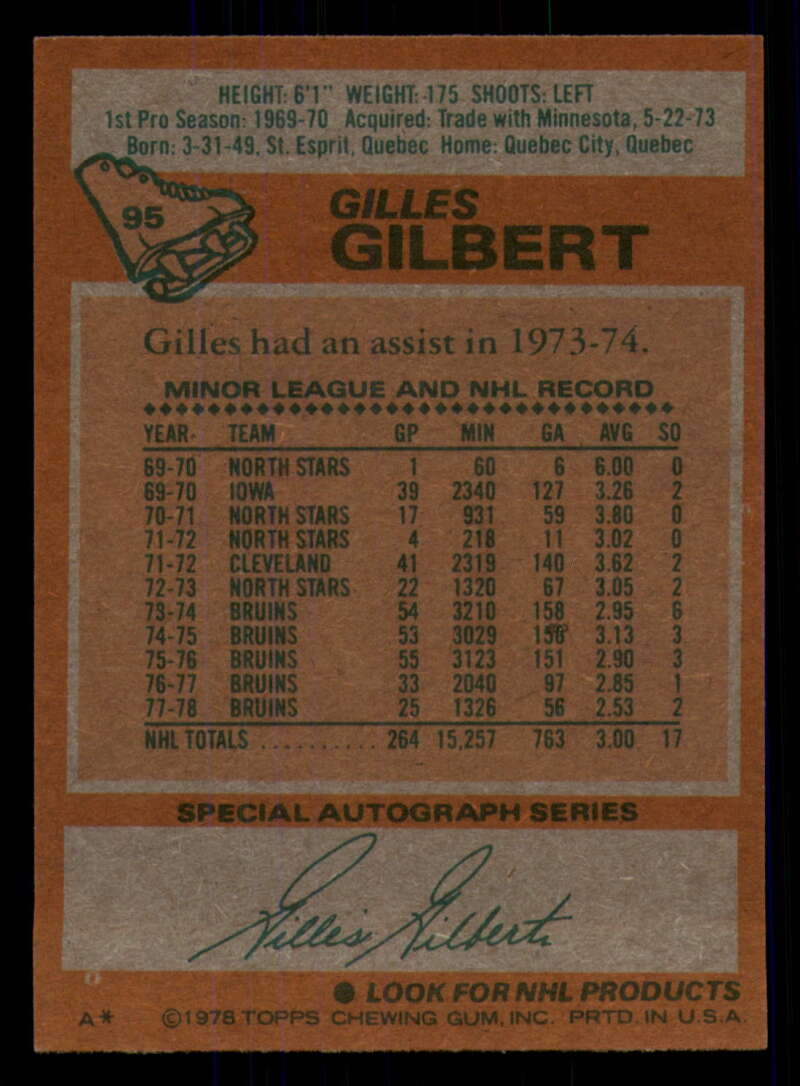 HEIGHT: 6'1" WEIGHT: 175 SHOOTS: LEFT
1st Pro Season: 1969-70 Acquired: Trade with Minnesota, 5-22-73
Born: 3-31-49, St. Esprit, Quebec Home: Quebec City, Quebec
95
GILLES
GILBERT
Gilles had an assist in 1973-74.
MINOR LEAGUE AND NHL RECORD
YEAR TEAM GP MIN GA AVG SO
69-70 NORTH STARS 1 60 6 6.00 0
69-70 IOWA 39 2340 127 3.26 2
70-71 NORTH STARS 17 931 59 3.80 0
71-72 NORTH STARS 4 218 11 3.02 0
71-72 CLEVELAND 41 2319 140 3.62 2
72-73 NORTH STARS 22 1320 67 3.05 2
73-74 BRUINS 54 3210 158 2.95 6
74-75 BRUINS 53 3029 3.13 3
75-76 BRUINS 55 3123 151 2.90 3
76-77 BRUINS 33 2040 97 2.85 1
77-78 BRUINS 25 1326 56 2.53 2
NHL TOTALS .......... 264 15,257 763 3.00 17
SPECIAL AUTOGRAPH SERIES
Gilles Gilbert
● LOOK FOR NHL PRODUCTS
A* ©1978 TOPPS CHEWING GUM, INC. PRTD. IN U.S.A.